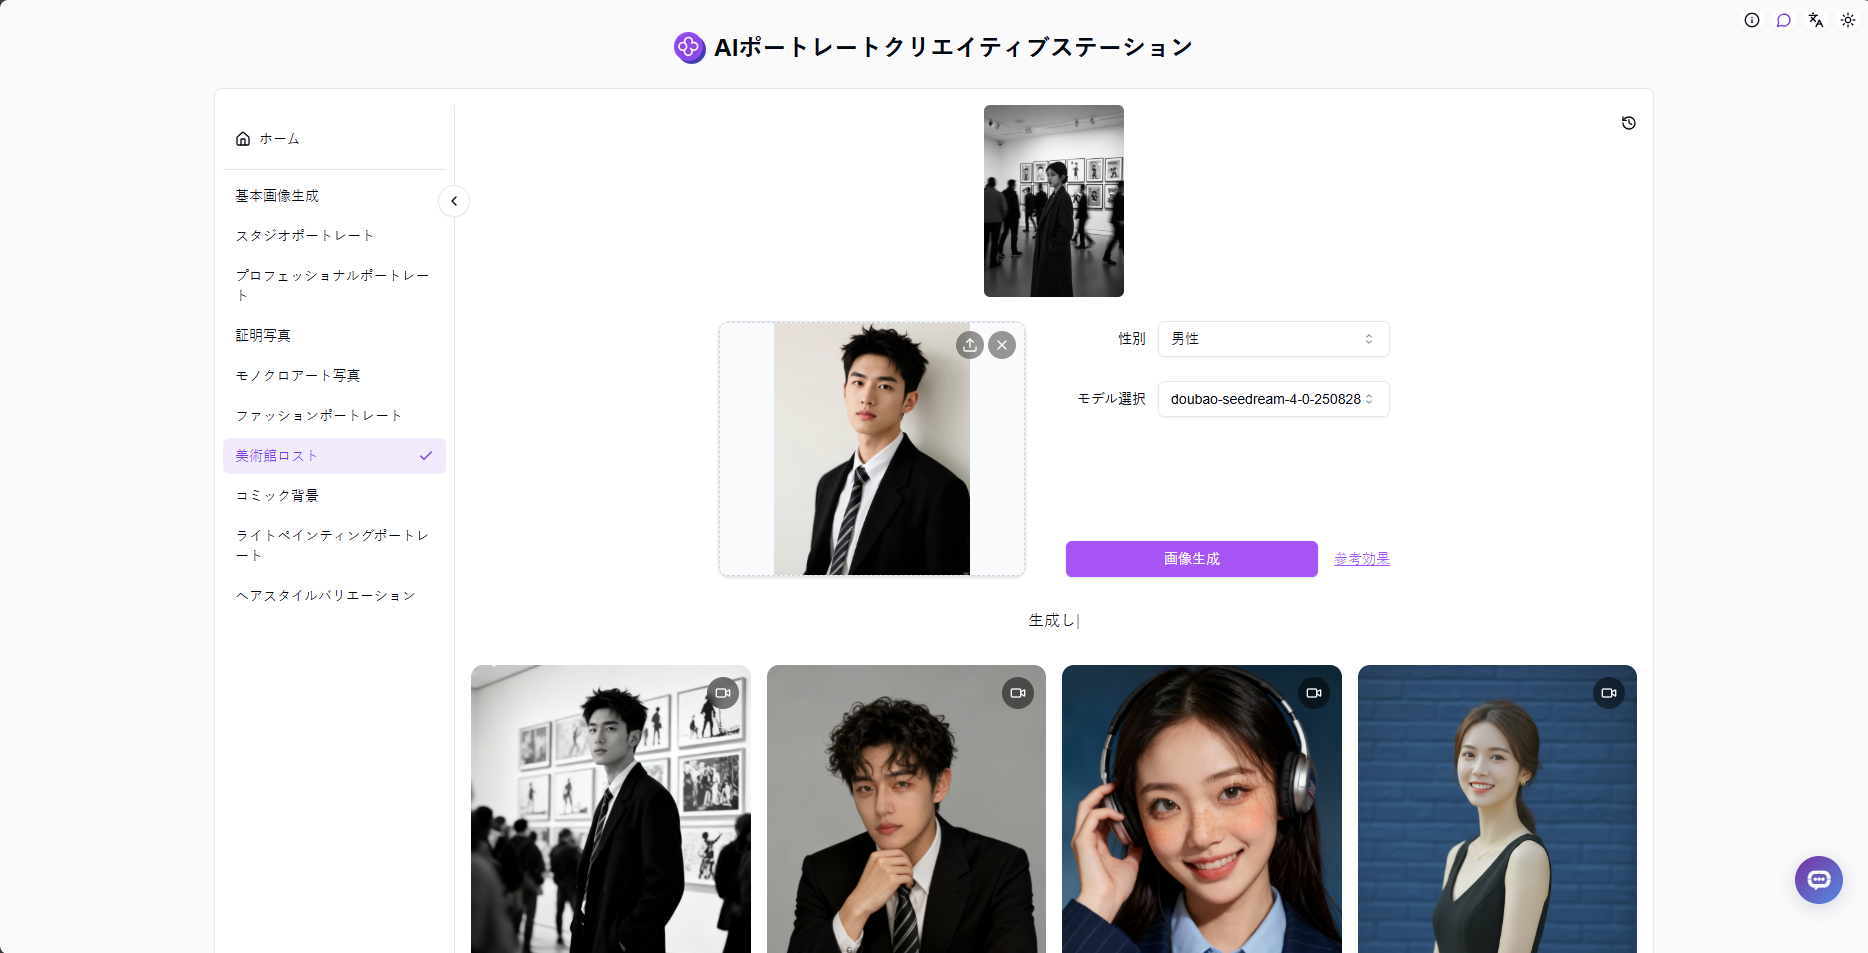 AIポートレートクリエイティブステーション
ホーム
基本画像生成
スタジオポートレート
プロフェッショナルポートレー
ト
証明写真
モノクロアート写真
ファッションポートレート
美術館ロスト
コミック背景
ライトペインティングポートレ
ート
ヘアスタイルバリエーション
性別
男性
モデル選択
doubao-seedream-4-0-250828
画像生成
参考効果
生成し